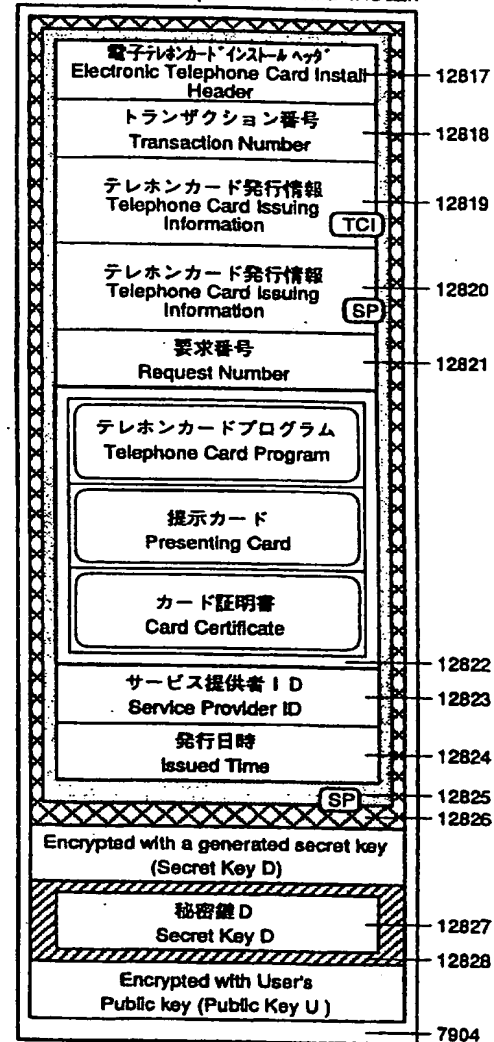 電子テレホンカード インストール ヘッダ
Electronic Telephone Card Install
Header
12817
トランザクション番号
Transaction Number
12818
テレホンカード発行情報
Telephone Card Issuing
Information
TCI
12819
テレホンカード発行情報
Telephone Card Issuing
Information
SP
12820
要求番号
Request Number
12821
テレホンカードプログラム
Telephone Card Program
提示カード
Presenting Card
カード証明書
Card Certificate
12822
サービス提供者ID
Service Provider ID
12823
発行日時
Issued Time
12824
SP
12825
12826
Encrypted with a generated secret key
(Secret Key D)
秘密鍵D
Secret Key D
12827
12828
Encrypted with User's
Public key (Public Key U)
7904